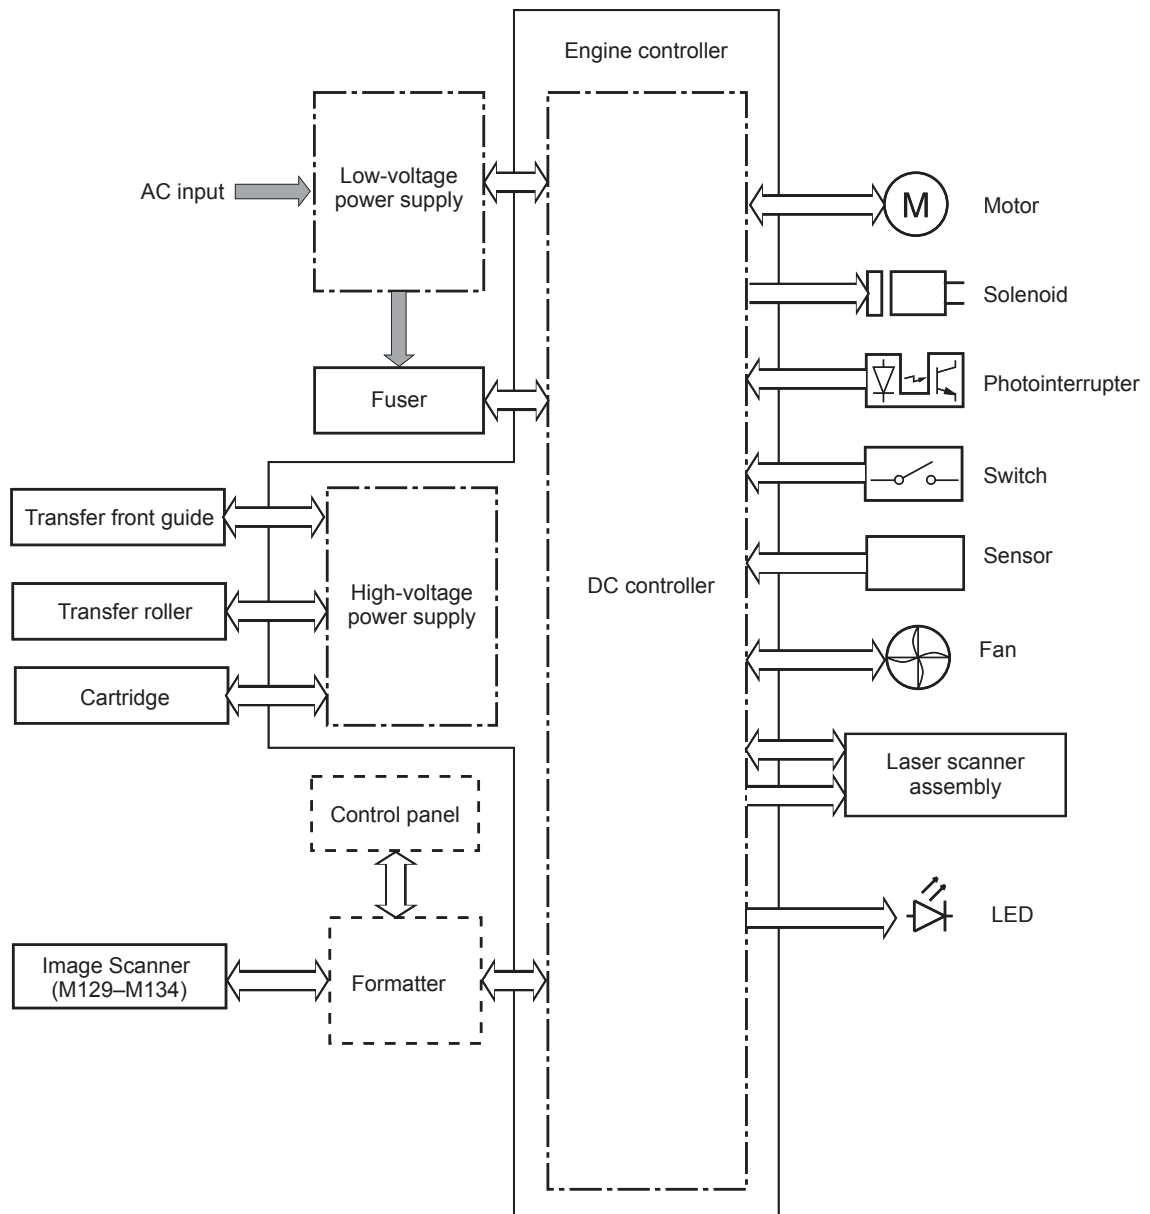 Engine controller
Low-voltage
power supply
AC input
Motor
M
Solenoid
Fuser
Photointerrupter
Switch
Transfer front guide
Sensor
DC controller
High-voltage
power supply
Transfer roller
Fan
Cartridge
Laser scanner
assembly
Control panel
LED
Image Scanner
(M129–M134)
Formatter